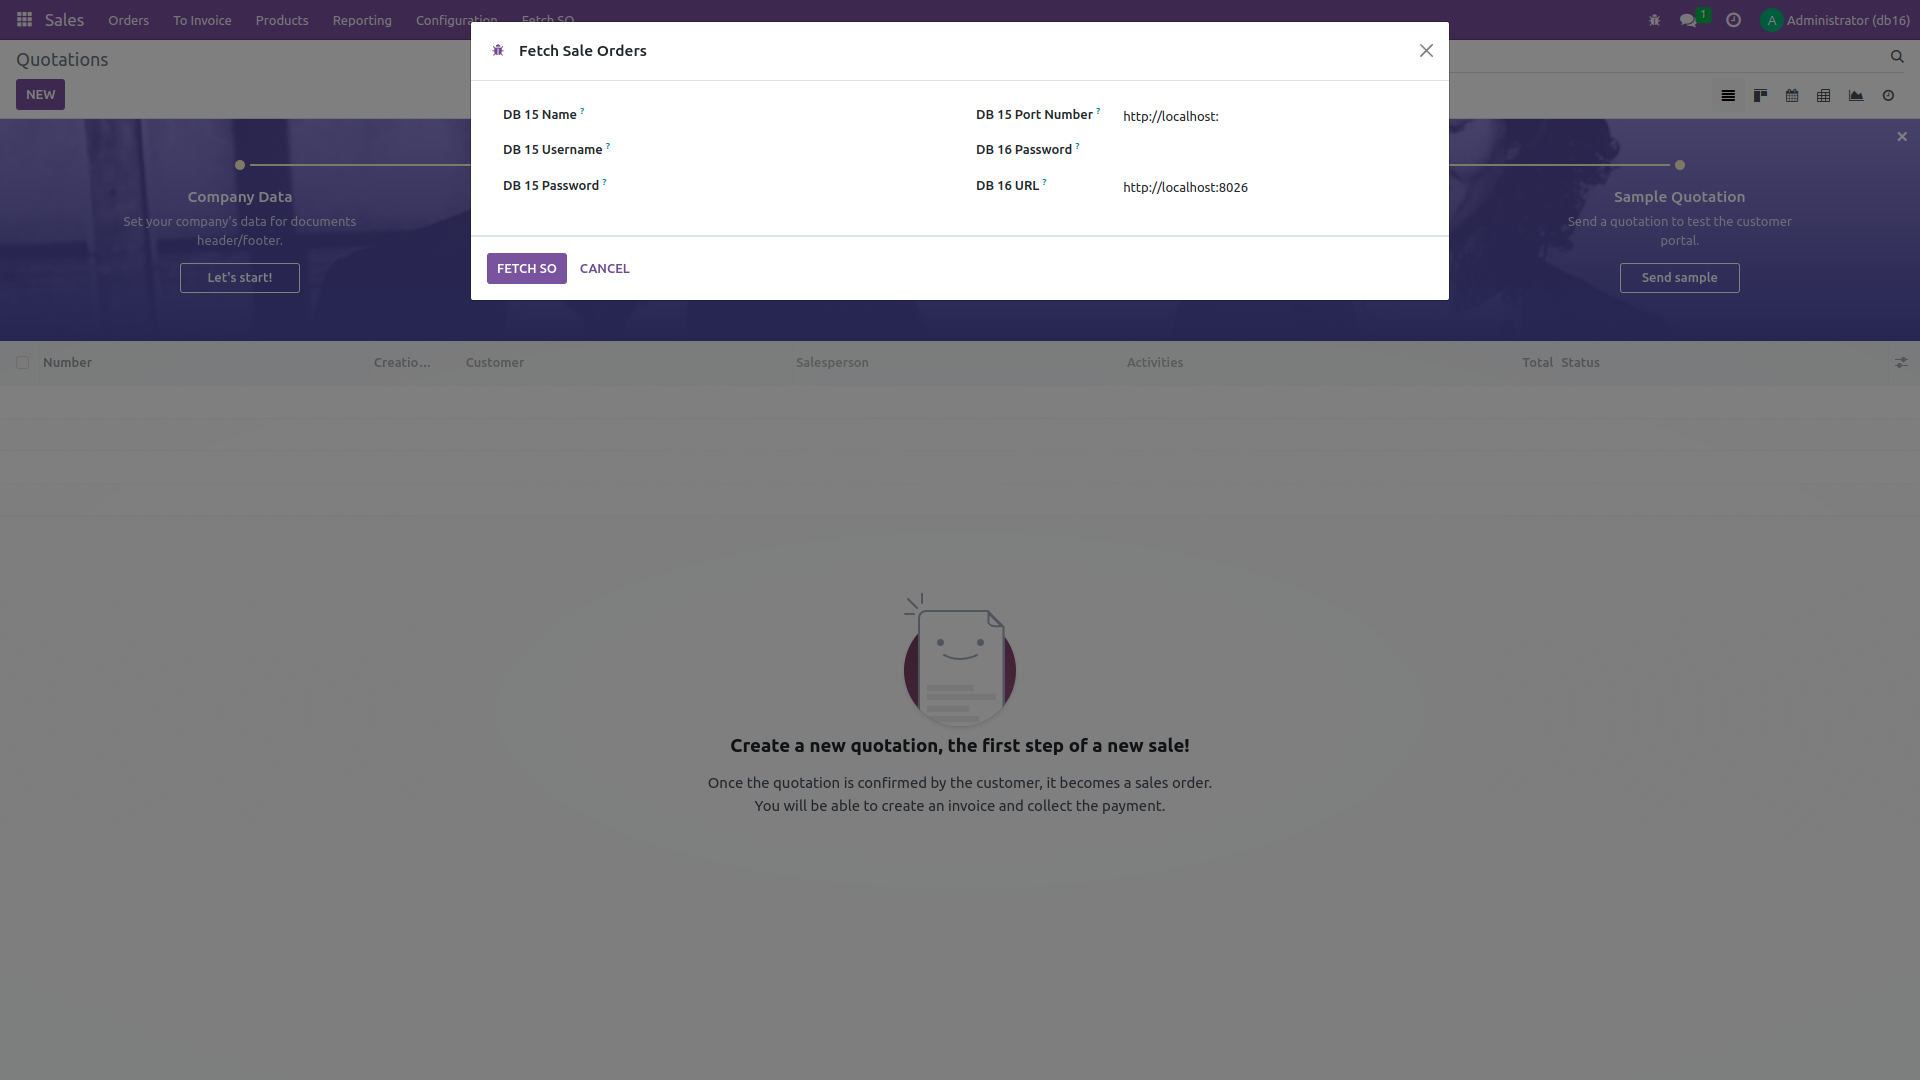 Sales Orders To Invoice Products Reporting Configuration Fetch SO 1 A Administrator (db16)
Quotations
NEW
Fetch Sale Orders
DB 15 Name ? DB 15 Port Number ? http://localhost:
DB 15 Username ? DB 16 Password ?
DB 15 Password ? DB 16 URL ? http://localhost:8026
FETCH SO CANCEL
Company Data
Set your company's data for documents
header/footer.
Let's start!
Sample Quotation
Send a quotation to test the customer
portal.
Send sample
Number Creatio... Customer Salesperson Activities Total Status
Create a new quotation, the first step of a new sale!
Once the quotation is confirmed by the customer, it becomes a sales order.
You will be able to create an invoice and collect the payment.